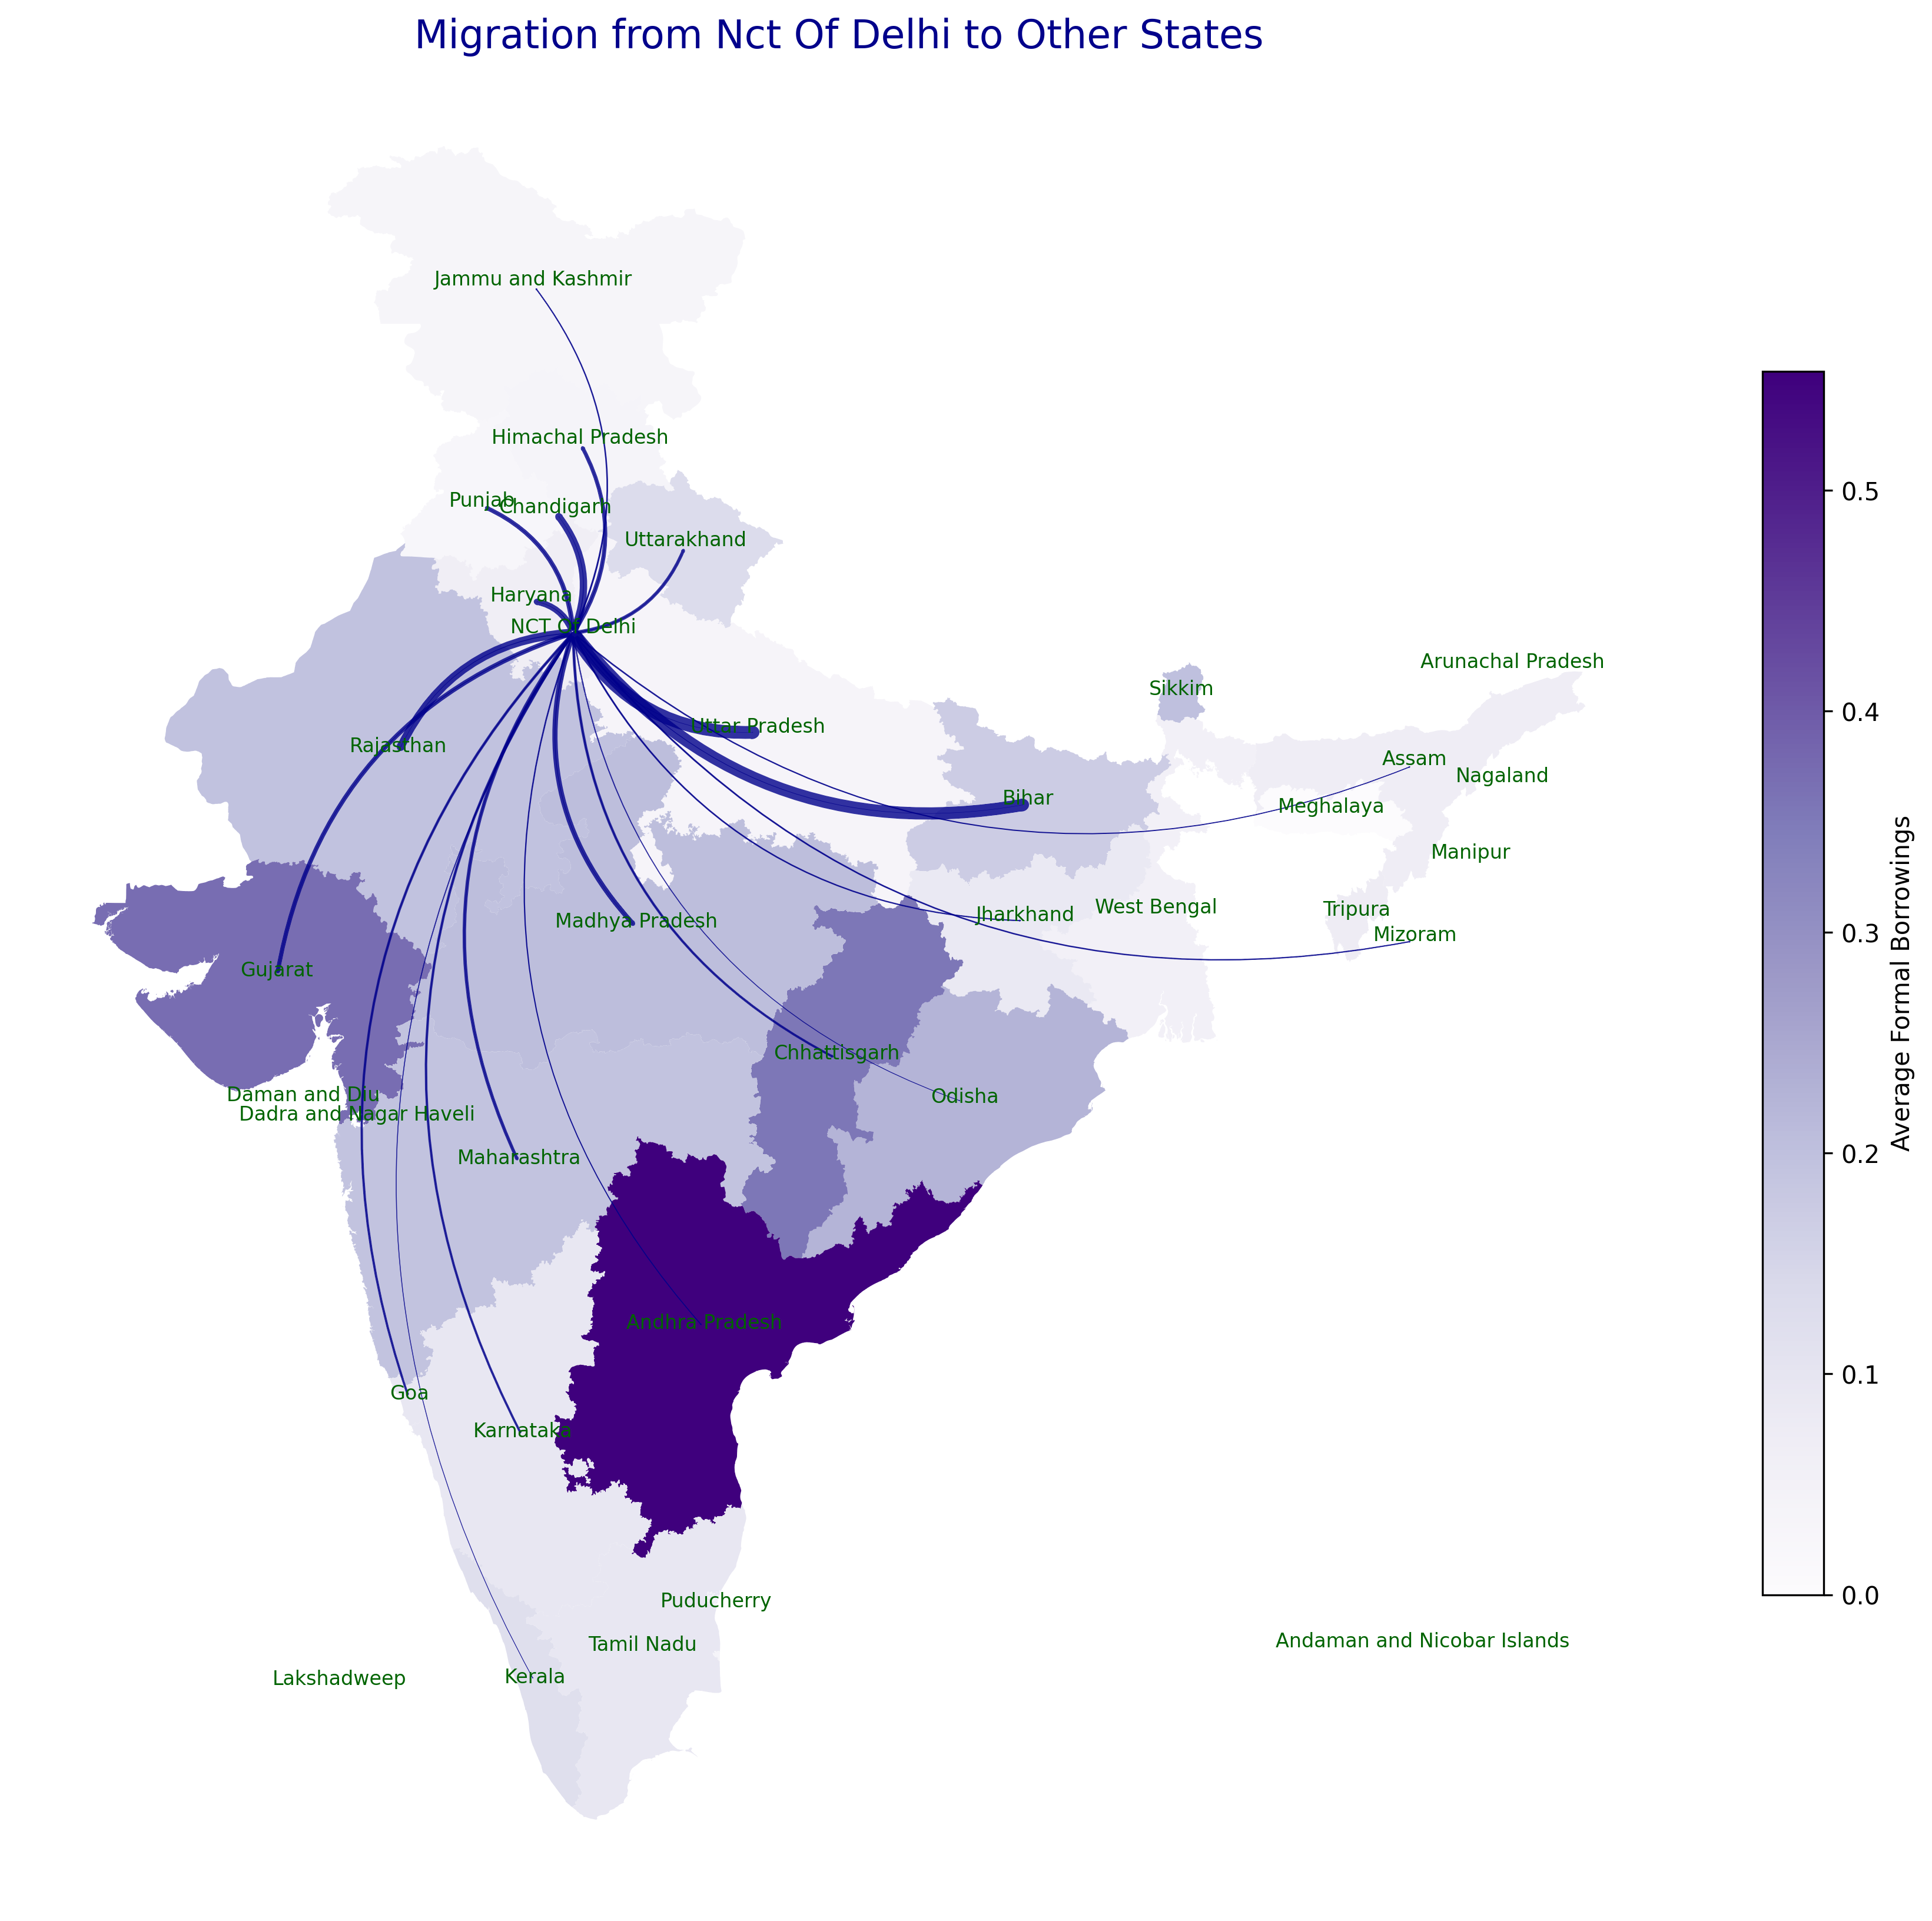 Migration from Nct Of Delhi to Other States
Jammu and Kashmir
Himachal Pradesh
Punjab
Chandigarh
Uttarakhand
Haryana
NCT Of Delhi
Arunachal Pradesh
Sikkim
Uttar Pradesh
Rajasthan
Assam
Nagaland
Bihar
Meghalaya
Manipur
West Bengal
Tripura
Jharkhand
Madhya Pradesh
Mizoram
Gujarat
Chhattisgarh
Daman and Diu
Odisha
Dadra and Nagar Haveli
Maharashtra
Andhra Pradesh
Goa
Karnataka
Puducherry
Tamil Nadu
Andaman and Nicobar Islands
Lakshadweep
Kerala
0.5
0.4
0.3
0.2
0.1
0.0
Average Formal Borrowings